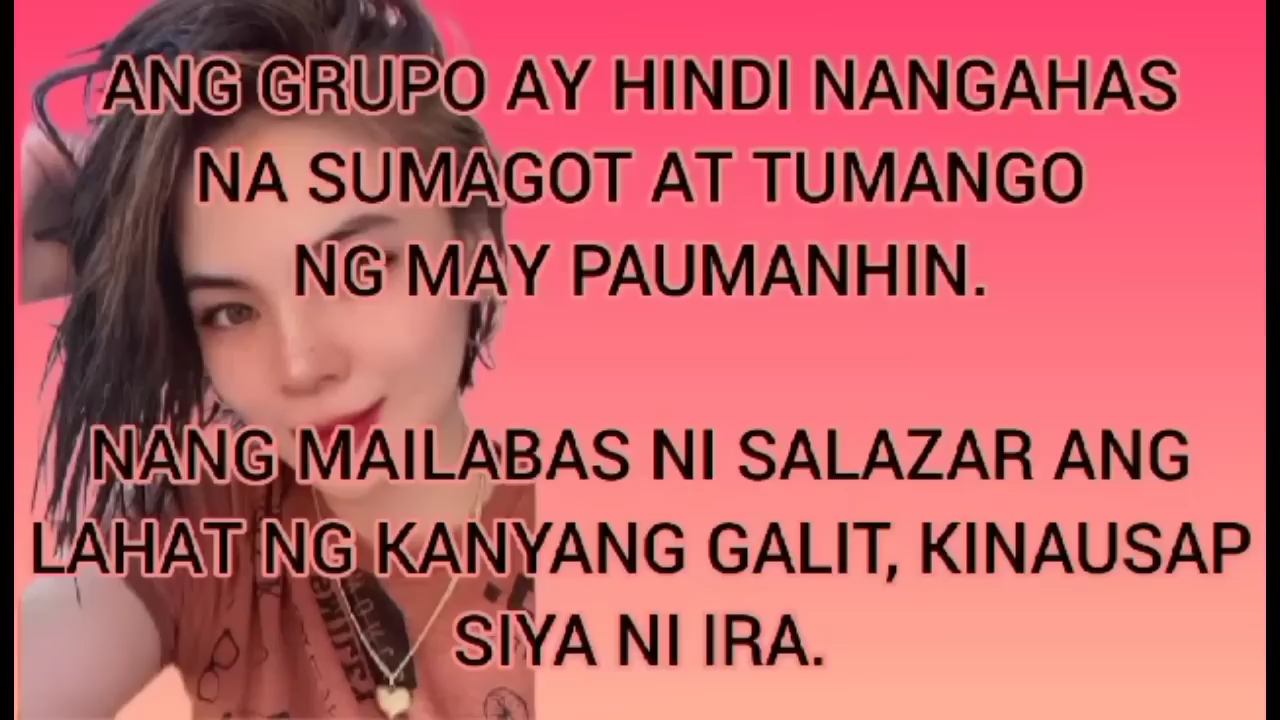 ANG GRUPO AY HINDI NANGAHAS
NA SUMAGOT AT TUMANGO
NG MAY PAUMANHIN.
NANG MAILABAS NI SALAZAR ANG
LAHAT NG KANYANG GALIT, KINAUSAP
SIYA NI IRA.